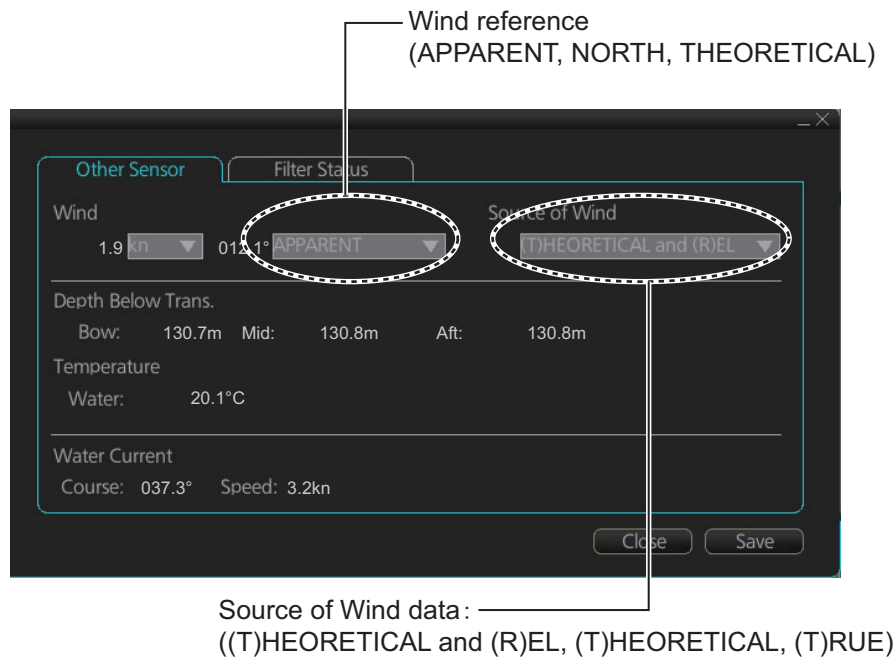 Wind reference
(APPARENT, NORTH, THEORETICAL)
Other Sensor Filter Status
Wind Source of Wind
1.9 kn 012.1° APPARENT (T)HEORETICAL and (R)EL
Depth Below Trans.
Bow: 130.7m Mid: 130.8m Aft: 130.8m
Temperature
Water: 20.1°C
Water Current
Course: 037.3° Speed: 3.2kn
Close Save
Source of Wind data:
((T)HEORETICAL and (R)EL, (T)HEORETICAL, (T)RUE)